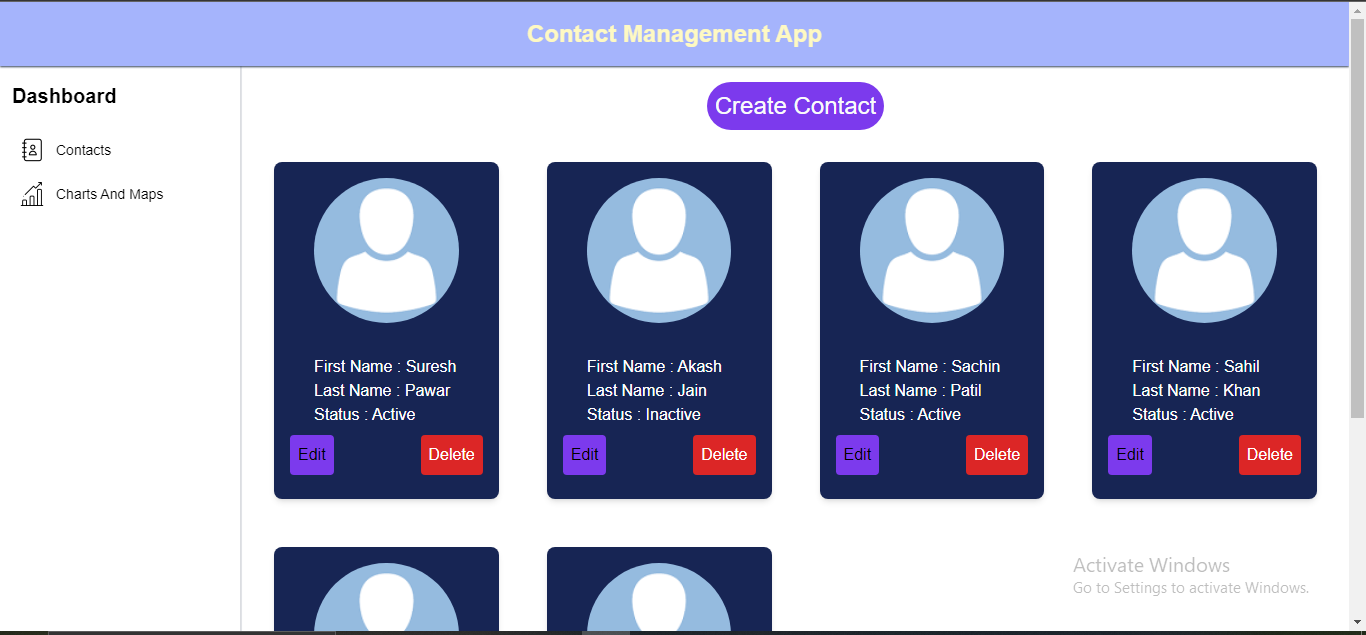 Contact Management App
Dashboard
Contacts
Charts And Maps
Create Contact
First Name : Suresh
Last Name : Pawar
Status : Active
Edit
Delete
First Name : Akash
Last Name : Jain
Status : Inactive
Edit
Delete
First Name : Sachin
Last Name : Patil
Status : Active
Edit
Delete
First Name : Sahil
Last Name : Khan
Status : Active
Edit
Delete
Activate Windows
Go to Settings to activate Windows.